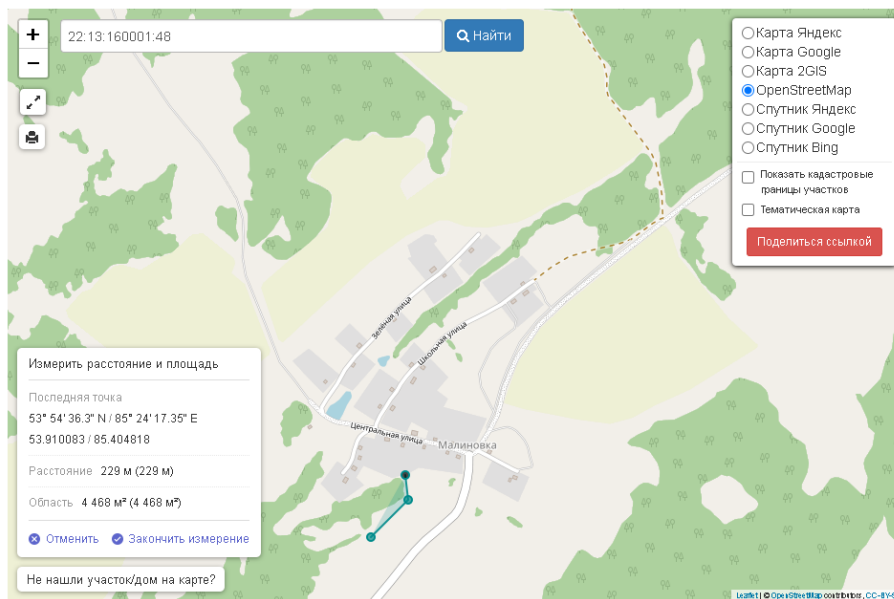 +
22:13:160001:48
Найти
−
Карта Яндекс
Карта Google
Карта 2GIS
OpenStreetMap
Спутник Яндекс
Спутник Google
Спутник Bing
Показать кадастровые
границы участков
Тематическая карта
Поделиться ссылкой
Зелёная улица
Школьная улица
Центральная улица
Малиновка
Измерить расстояние и площадь
Последняя точка
53° 54' 36.3" N / 85° 24' 17.35" E
53.910083 / 85.404818
Расстояние 229 м (229 м)
Область 4 468 м² (4 468 м²)
Отменить Закончить измерение
Не нашли участок/дом на карте?
Leaflet | © OpenStreetMap contributors, CC-BY-S